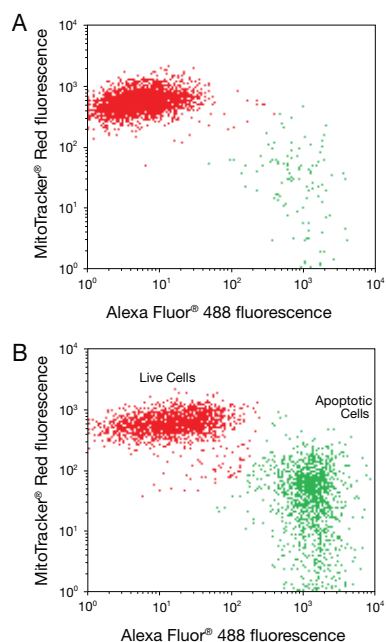 A
MitoTracker® Red fluorescence
10⁴
10³
10²
10¹
10⁰
10⁰ 10¹ 10² 10³ 10⁴
Alexa Fluor® 488 fluorescence
B
MitoTracker® Red fluorescence
10⁴
10³
10²
10¹
10⁰
Live Cells
Apoptotic
Cells
10⁰ 10¹ 10² 10³ 10⁴
Alexa Fluor® 488 fluorescence